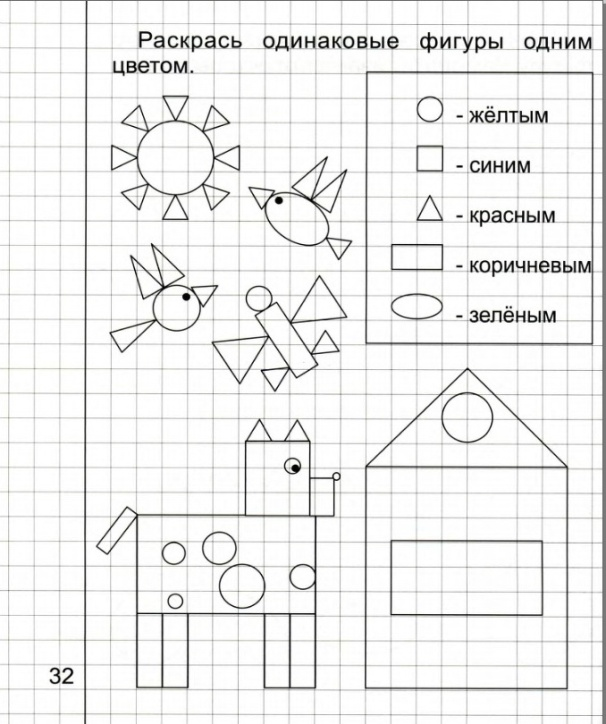 Раскрась одинаковые фигуры одним
цветом.
- жёлтым
- синим
- красным
- коричневым
- зелёным
32